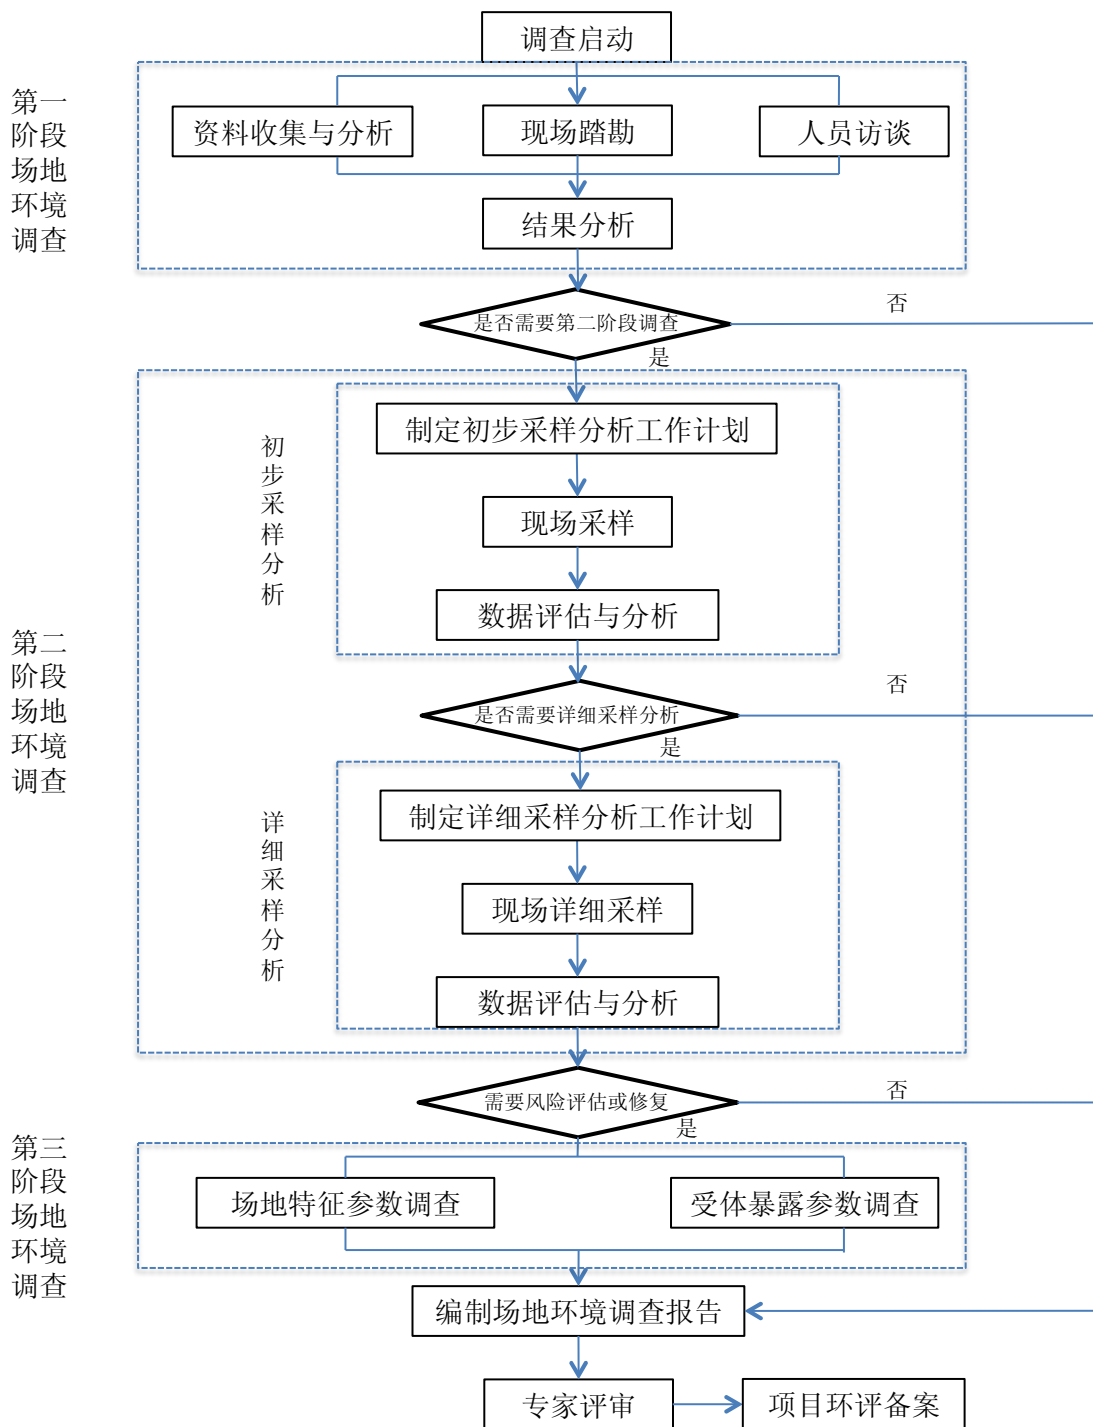 调查启动
第一
阶段
场地
环境
调查
资料收集与分析
现场踏勘
人员访谈
结果分析
是否需要第二阶段调查
否
是
第二
阶段
场地
环境
调查
初
步
采
样
分
析
制定初步采样分析工作计划
现场采样
数据评估与分析
是否需要详细采样分析
否
是
详
细
采
样
分
析
制定详细采样分析工作计划
现场详细采样
数据评估与分析
需要风险评估或修复
否
是
第三
阶段
场地
环境
调查
场地特征参数调查
受体暴露参数调查
编制场地环境调查报告
专家评审
项目环评备案